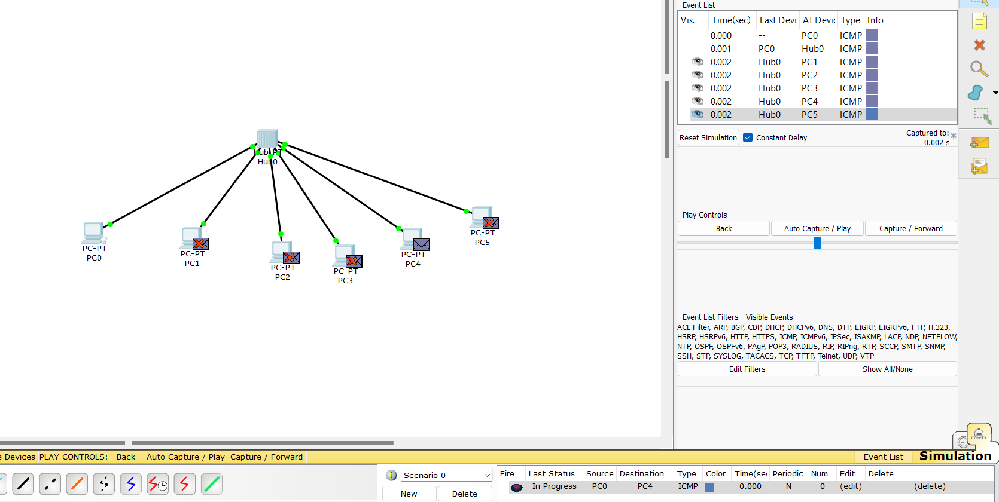 Event List
Vis. Time(sec) Last Devi At Devic Type Info
0.000 -- PC0 ICMP
0.001 PC0 Hub0 ICMP
0.002 Hub0 PC1 ICMP
0.002 Hub0 PC2 ICMP
0.002 Hub0 PC3 ICMP
0.002 Hub0 PC4 ICMP
0.002 Hub0 PC5 ICMP
Reset Simulation Constant Delay Captured to: *
0.002 s
Hub-PT
Hub0
PC-PT
PC0
PC-PT
PC1
PC-PT
PC2
PC-PT
PC3
PC-PT
PC4
PC-PT
PC5
Play Controls
Back Auto Capture / Play Capture / Forward
Event List Filters - Visible Events
ACL Filter, ARP, BGP, CDP, DHCP, DHCPv6, DNS, DTP, EIGRP, EIGRPv6, FTP, H.323,
HSRP, HSRPv6, HTTP, HTTPS, ICMP, ICMPv6, IPSec, ISAKMP, LACP, NDP, NETFLOW,
NTP, OSPF, OSPFv6, PAgP, POP3, RADIUS, RIP, RIPng, RTP, SCCP, SMTP, SNMP,
SSH, STP, SYSLOG, TACACS, TCP, TFTP, Telnet, UDP, VTP
Edit Filters Show All/None
e Devices PLAY CONTROLS: Back Auto Capture / Play Capture / Forward Event List Simulation
Scenario 0
New Delete
Fire Last Status Source Destination Type Color Time(sec Periodic Num Edit Delete
In Progress PC0 PC4 ICMP 0.000 N 0 (edit) (delete)